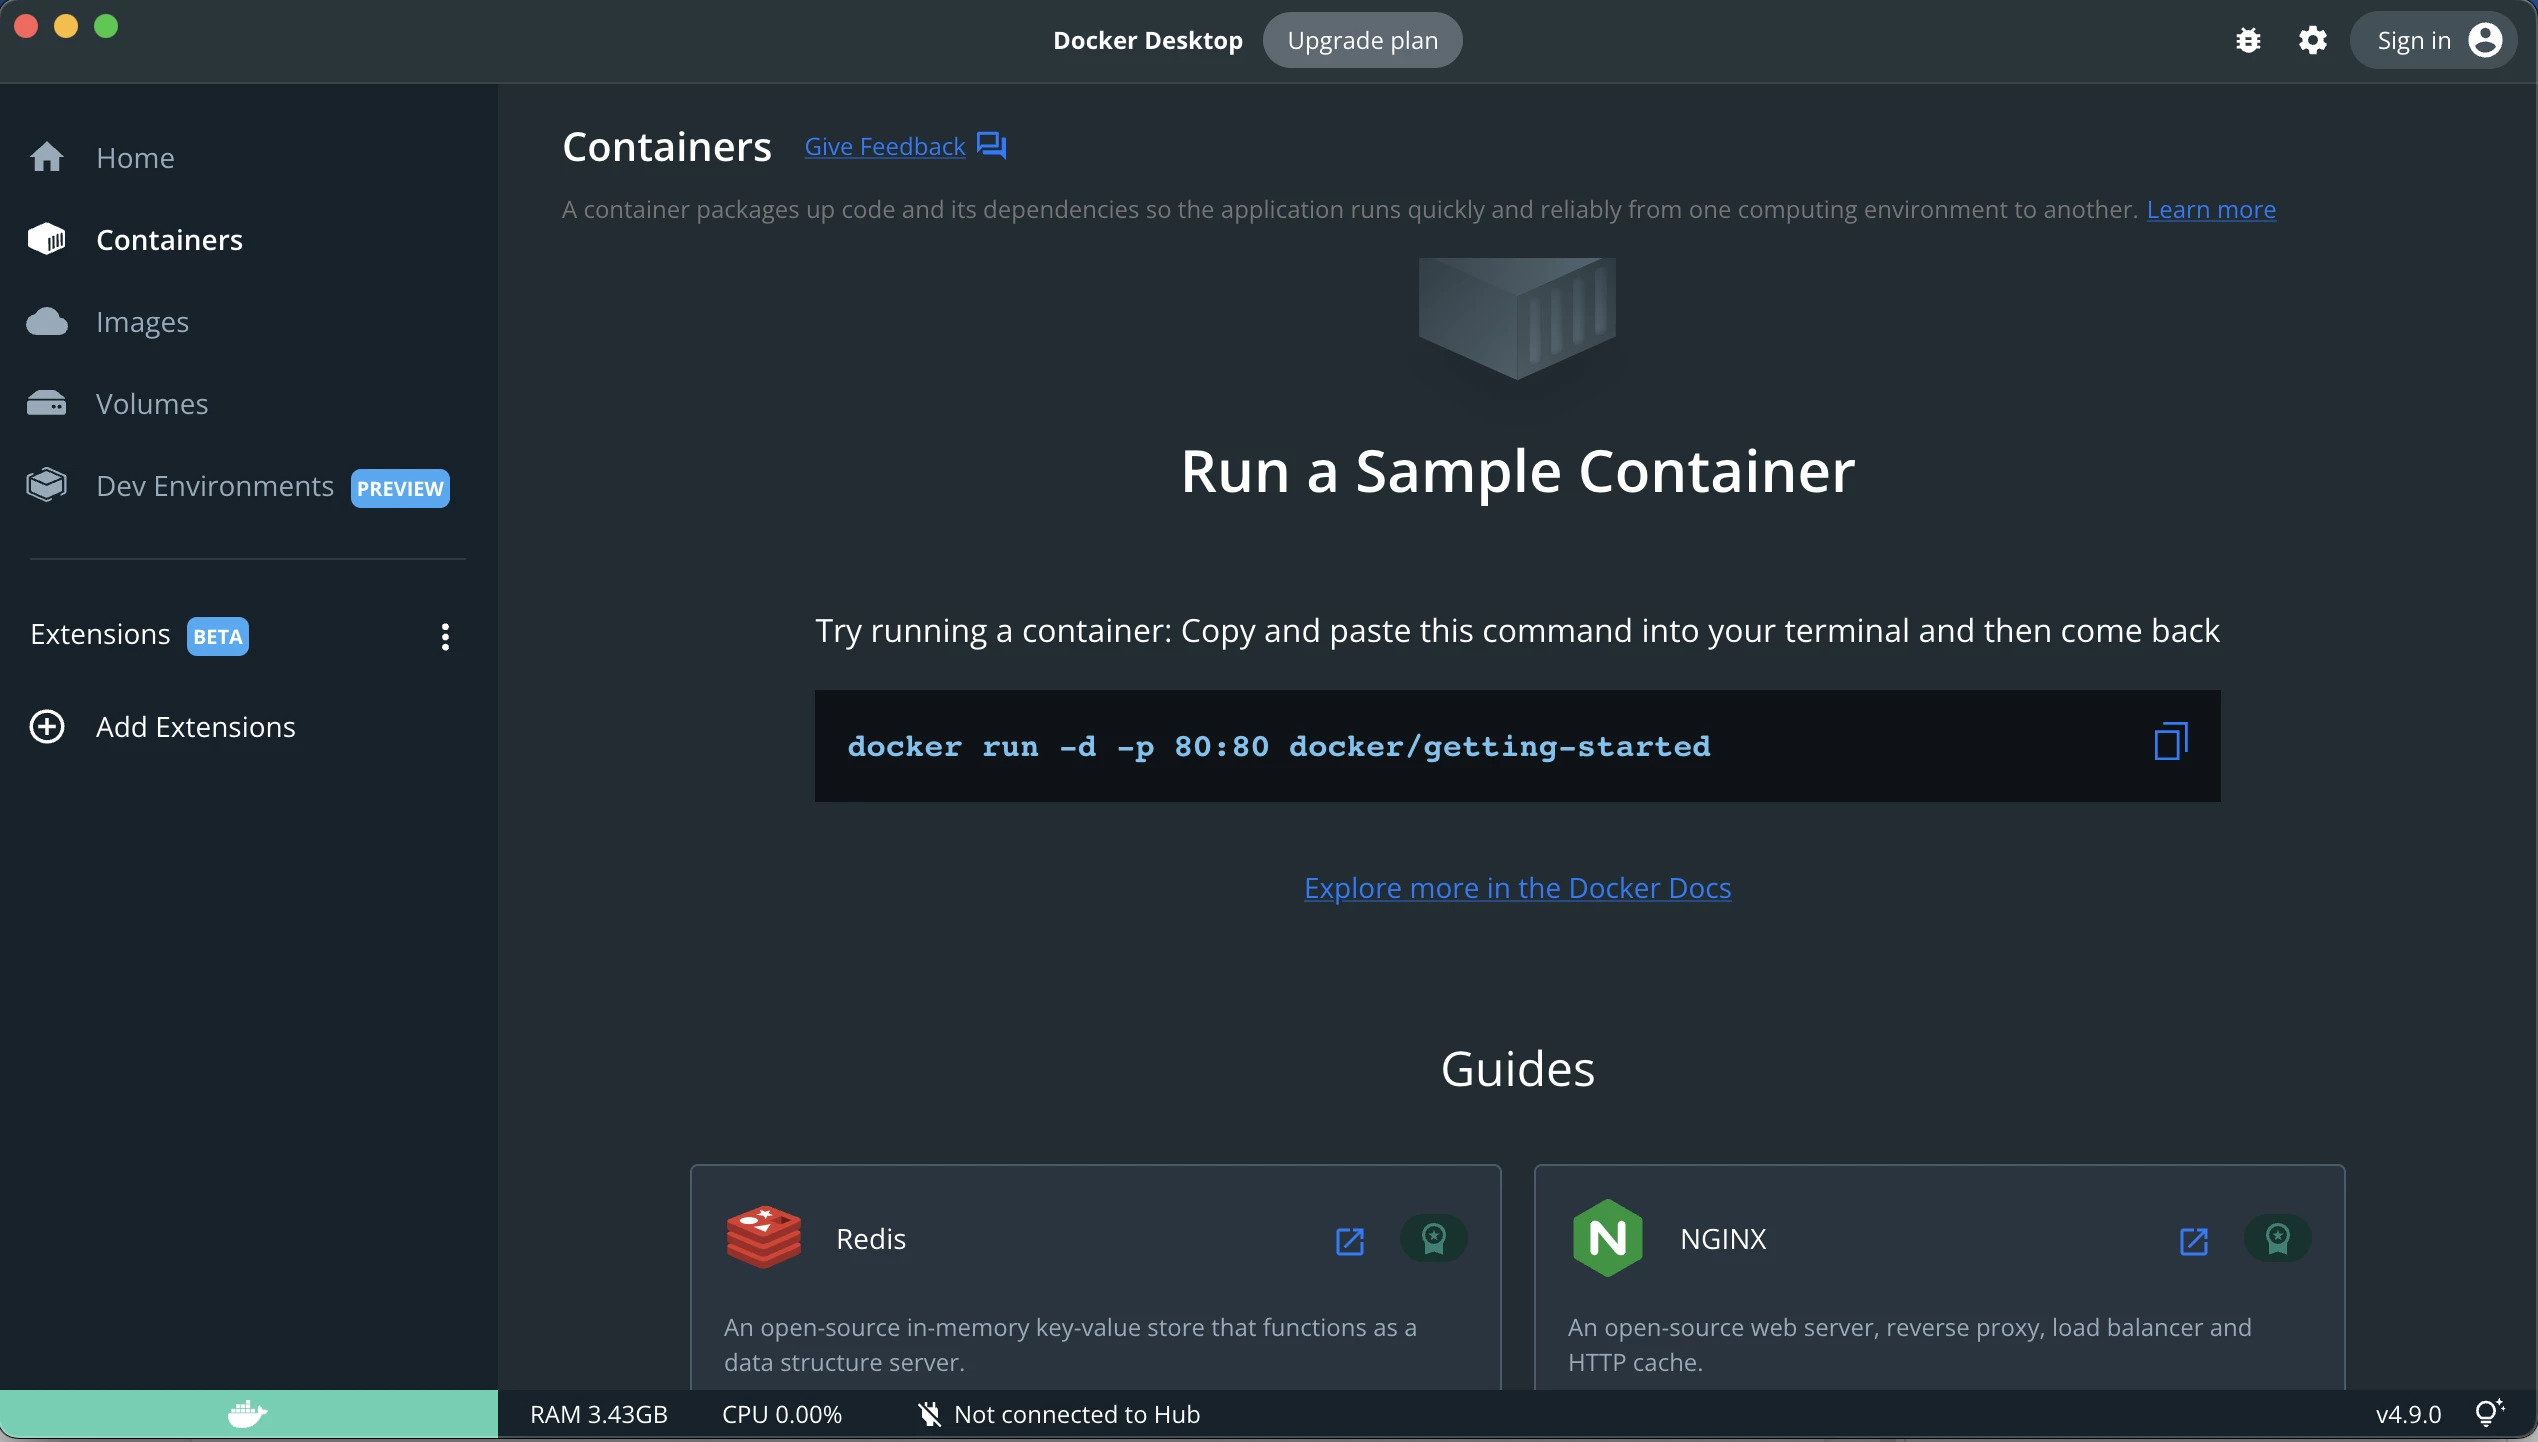 Docker Desktop
Upgrade plan
Sign in
Home
Containers
Images
Volumes
Dev Environments PREVIEW
Extensions BETA
Add Extensions
Containers
Give Feedback
A container packages up code and its dependencies so the application runs quickly and reliably from one computing environment to another. Learn more
Run a Sample Container
Try running a container: Copy and paste this command into your terminal and then come back
docker run -d -p 80:80 docker/getting-started
Explore more in the Docker Docs
Guides
Redis
An open-source in-memory key-value store that functions as a
data structure server.
NGINX
An open-source web server, reverse proxy, load balancer and
HTTP cache.
RAM 3.43GB
CPU 0.00%
Not connected to Hub
v4.9.0